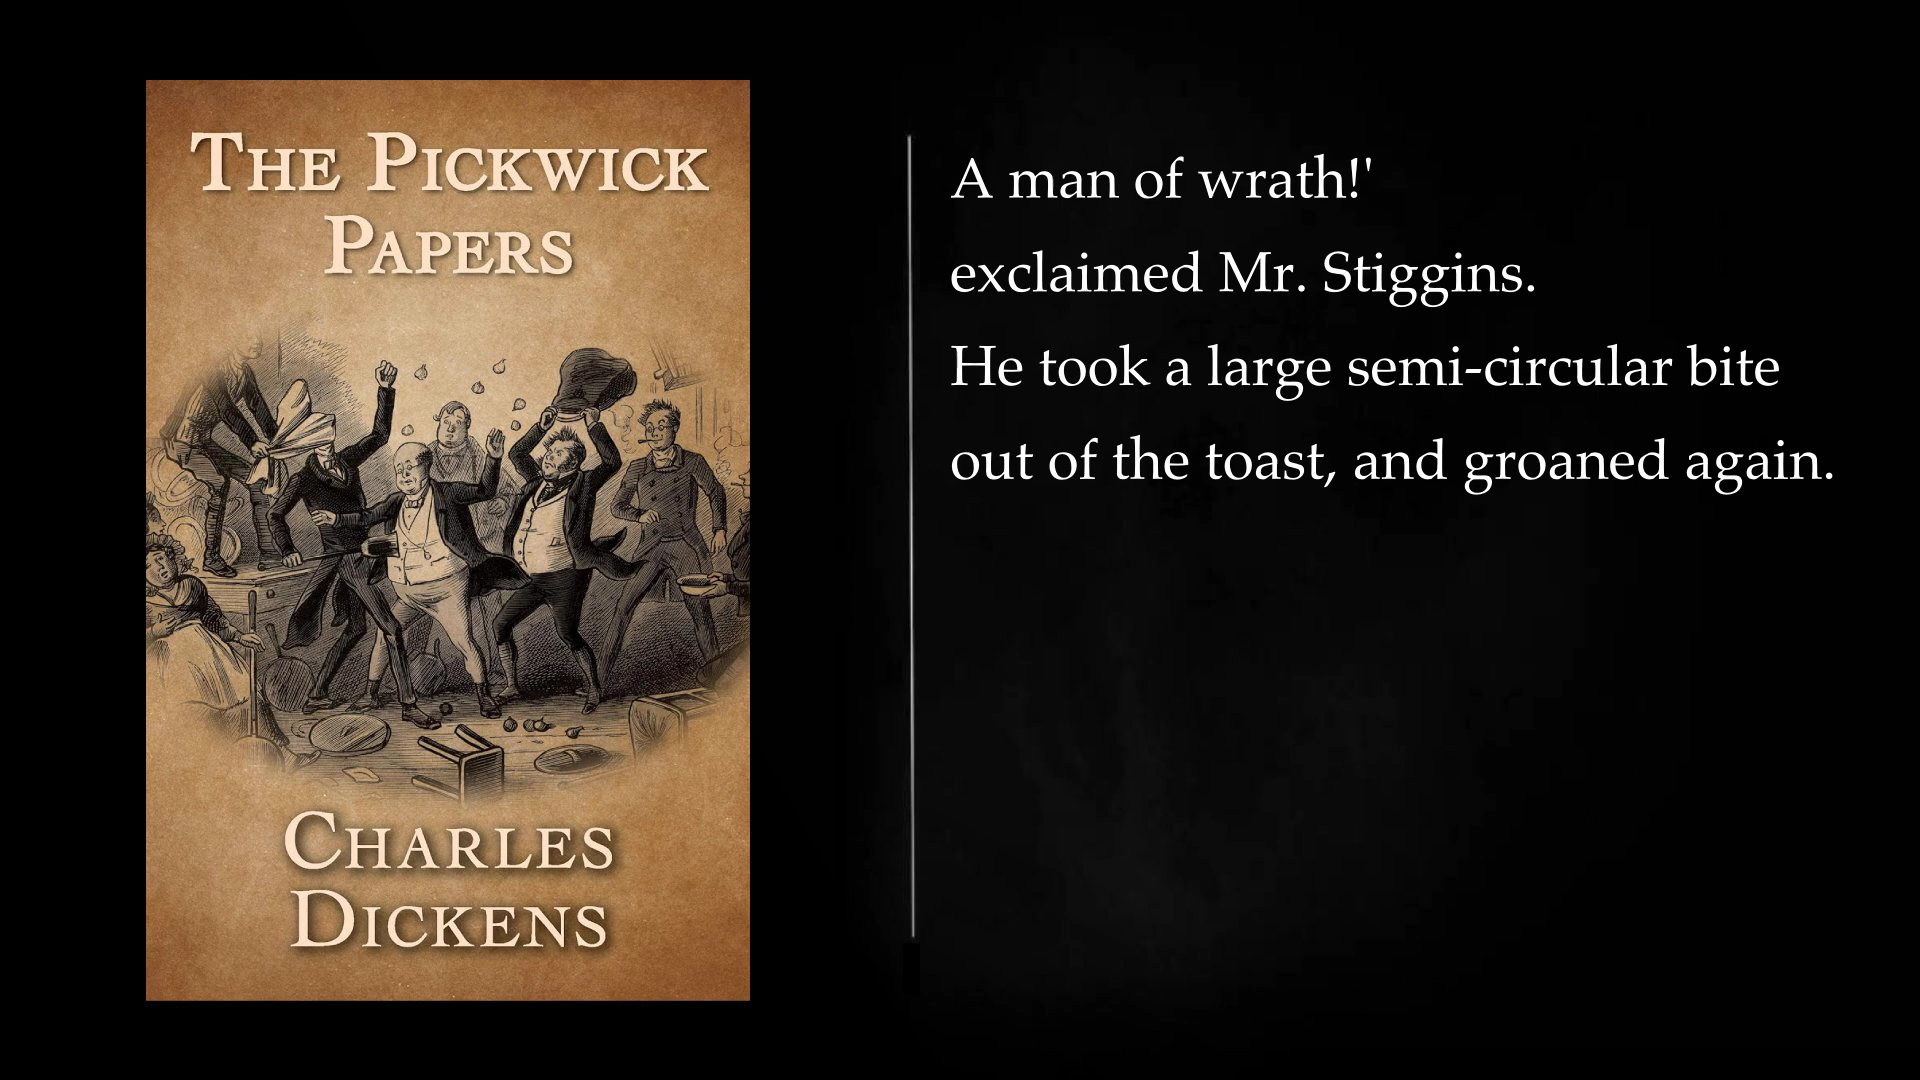 THE PICKWICK
PAPERS
CHARLES
DICKENS
A man of wrath!'
exclaimed Mr. Stiggins.
He took a large semi-circular bite
out of the toast, and groaned again.